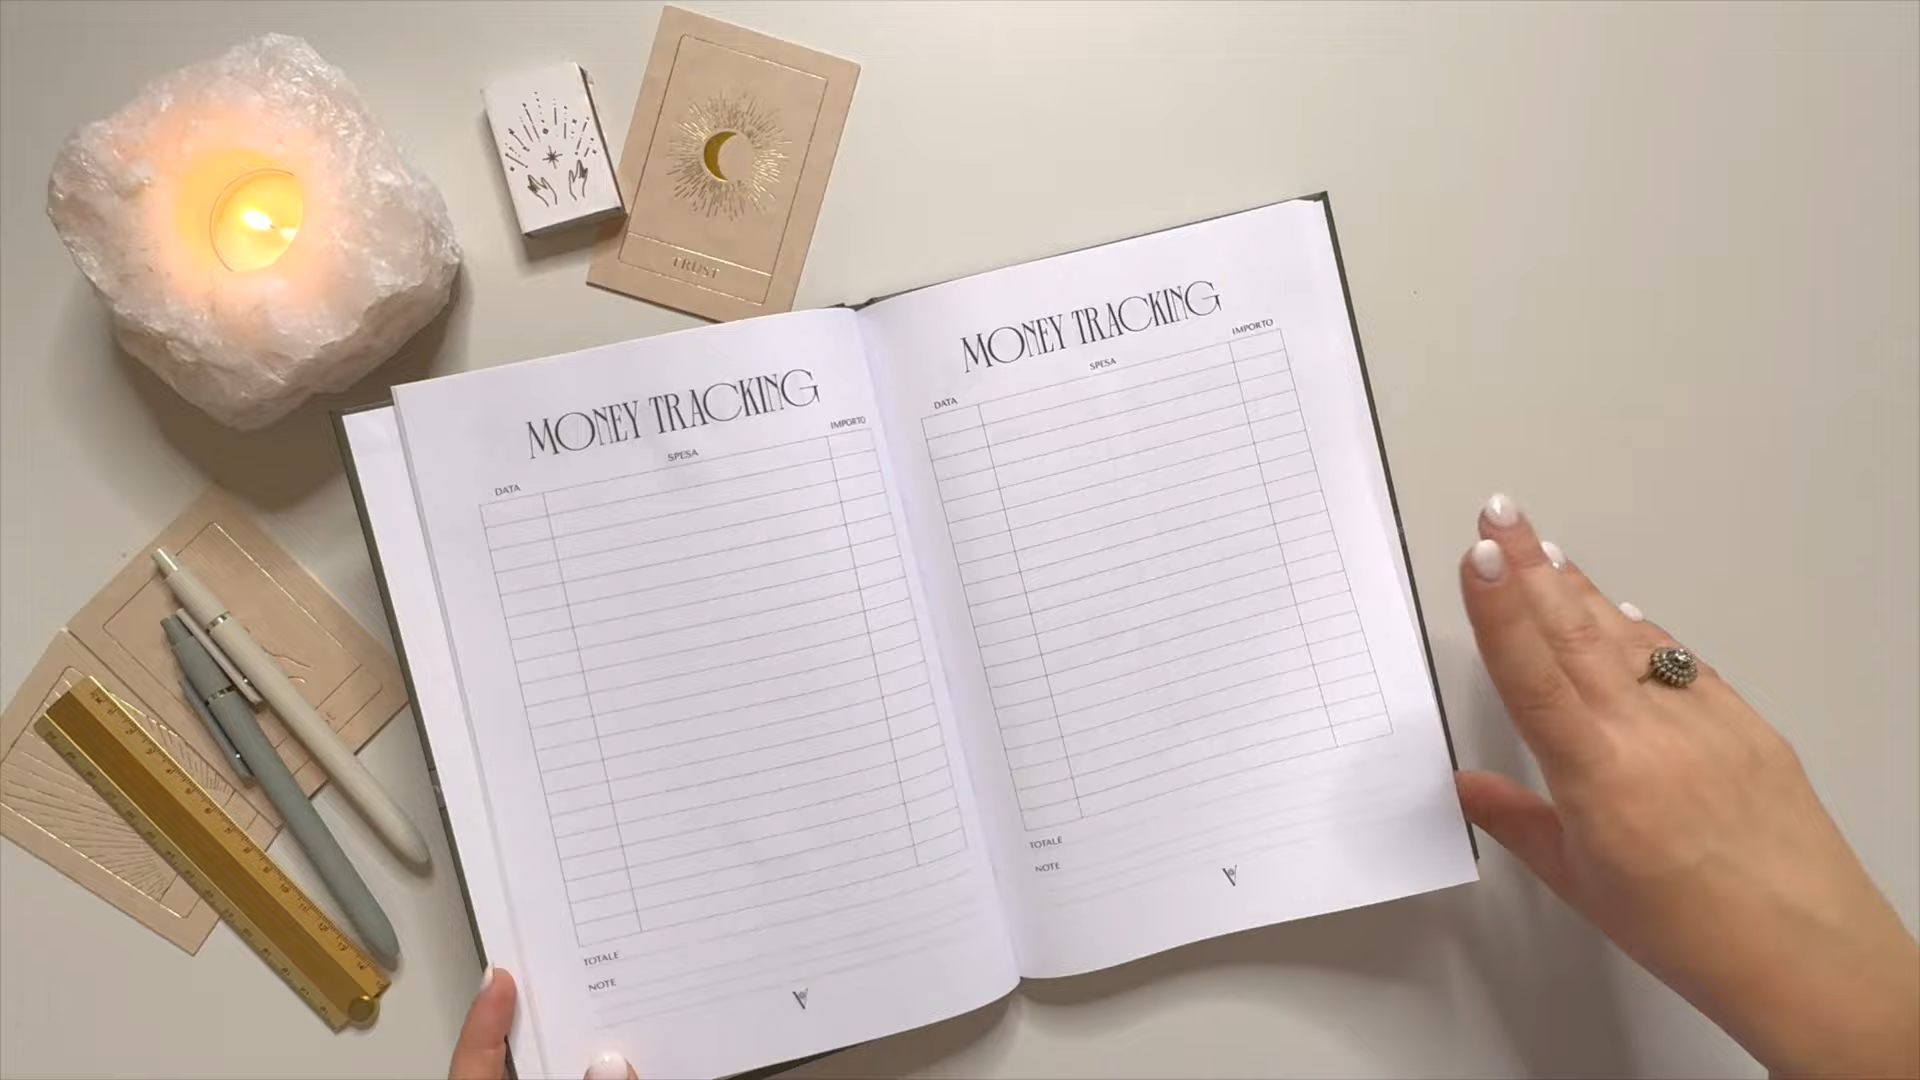 TRUST
MONEY TRACKING
DATA
SPESA
IMPORTO
TOTALE
NOTE
MONEY TRACKING
DATA
SPESA
IMPORTO
TOTALE
NOTE